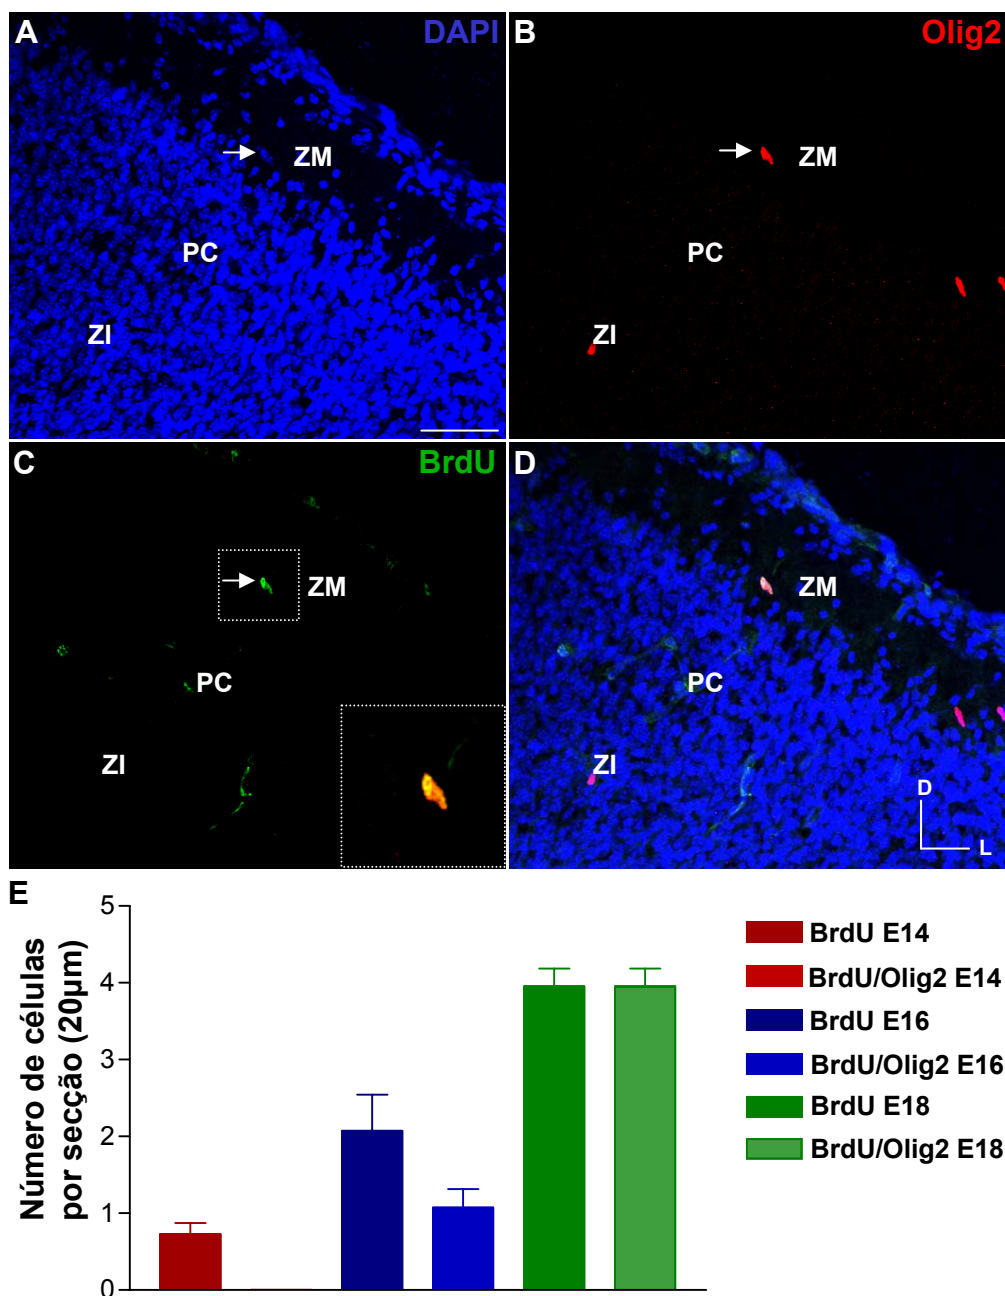 A
DAPI
ZM
PC
ZI
B
Olig2
ZM
PC
ZI
C
BrdU
ZM
PC
ZI
D
ZM
PC
ZI
D
L
E
Número de células
por secção (20µm)
5
4
3
2
1
0
BrdU E14
BrdU/Olig2 E14
BrdU E16
BrdU/Olig2 E16
BrdU E18
BrdU/Olig2 E18